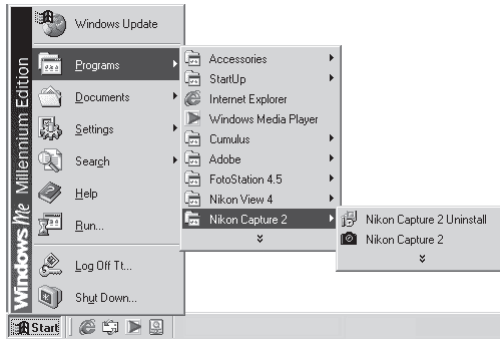 Windows Me Millennium Edition
Windows Update
Programs
Documents
Settings
Search
Help
Run...
Log Off Tt...
Shut Down...
Accessories
StartUp
Internet Explorer
Windows Media Player
Cumulus
Adobe
FotoStation 4.5
Nikon View 4
Nikon Capture 2
Nikon Capture 2 Uninstall
Nikon Capture 2
Start